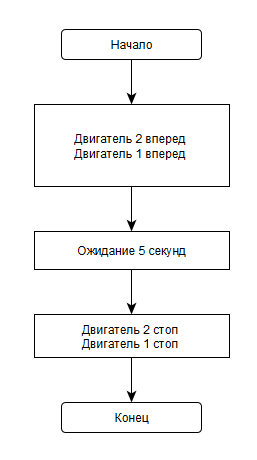 Начало
Двигатель 2 вперед
Двигатель 1 вперед
Ожидание 5 секунд
Двигатель 2 стоп
Двигатель 1 стоп
Конец